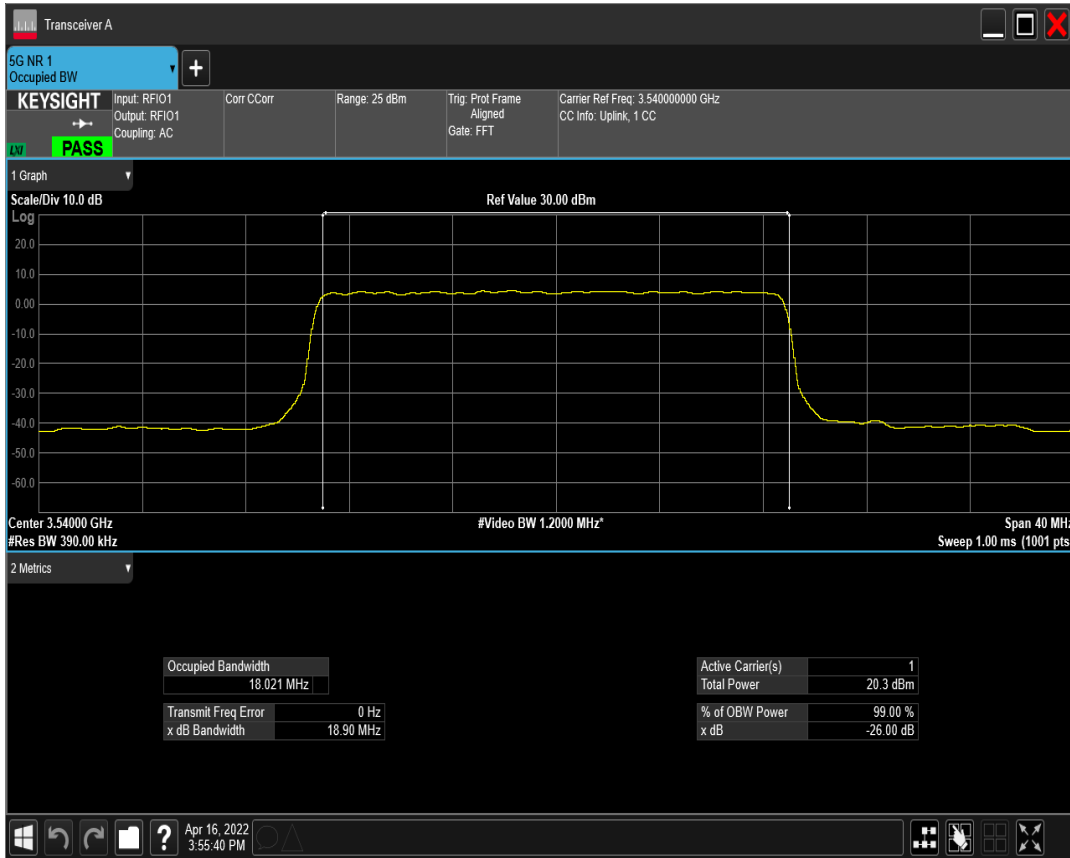 Transceiver A
5G NR 1
Occupied BW
+
KEYSIGHT
LXI
PASS
Input: RFIO1
Output: RFIO1
Coupling: AC
Corr CCorr
Range: 25 dBm
Trig: Prot Frame
Aligned
Gate: FFT
Carrier Ref Freq: 3.540000000 GHz
CC Info: Uplink, 1 CC
1 Graph
Scale/Div 10.0 dB
Ref Value 30.00 dBm
Log
20.0
10.0
0.00
-10.0
-20.0
-30.0
-40.0
-50.0
-60.0
Center 3.54000 GHz
#Video BW 1.2000 MHz*
Span 40 MHz
#Res BW 390.00 kHz
Sweep 1.00 ms (1001 pts
2 Metrics
Occupied Bandwidth
18.021 MHz
Transmit Freq Error 0 Hz
x dB Bandwidth 18.90 MHz
Active Carrier(s) 1
Total Power 20.3 dBm
% of OBW Power 99.00 %
x dB -26.00 dB
?
Apr 16, 2022
3:55:40 PM